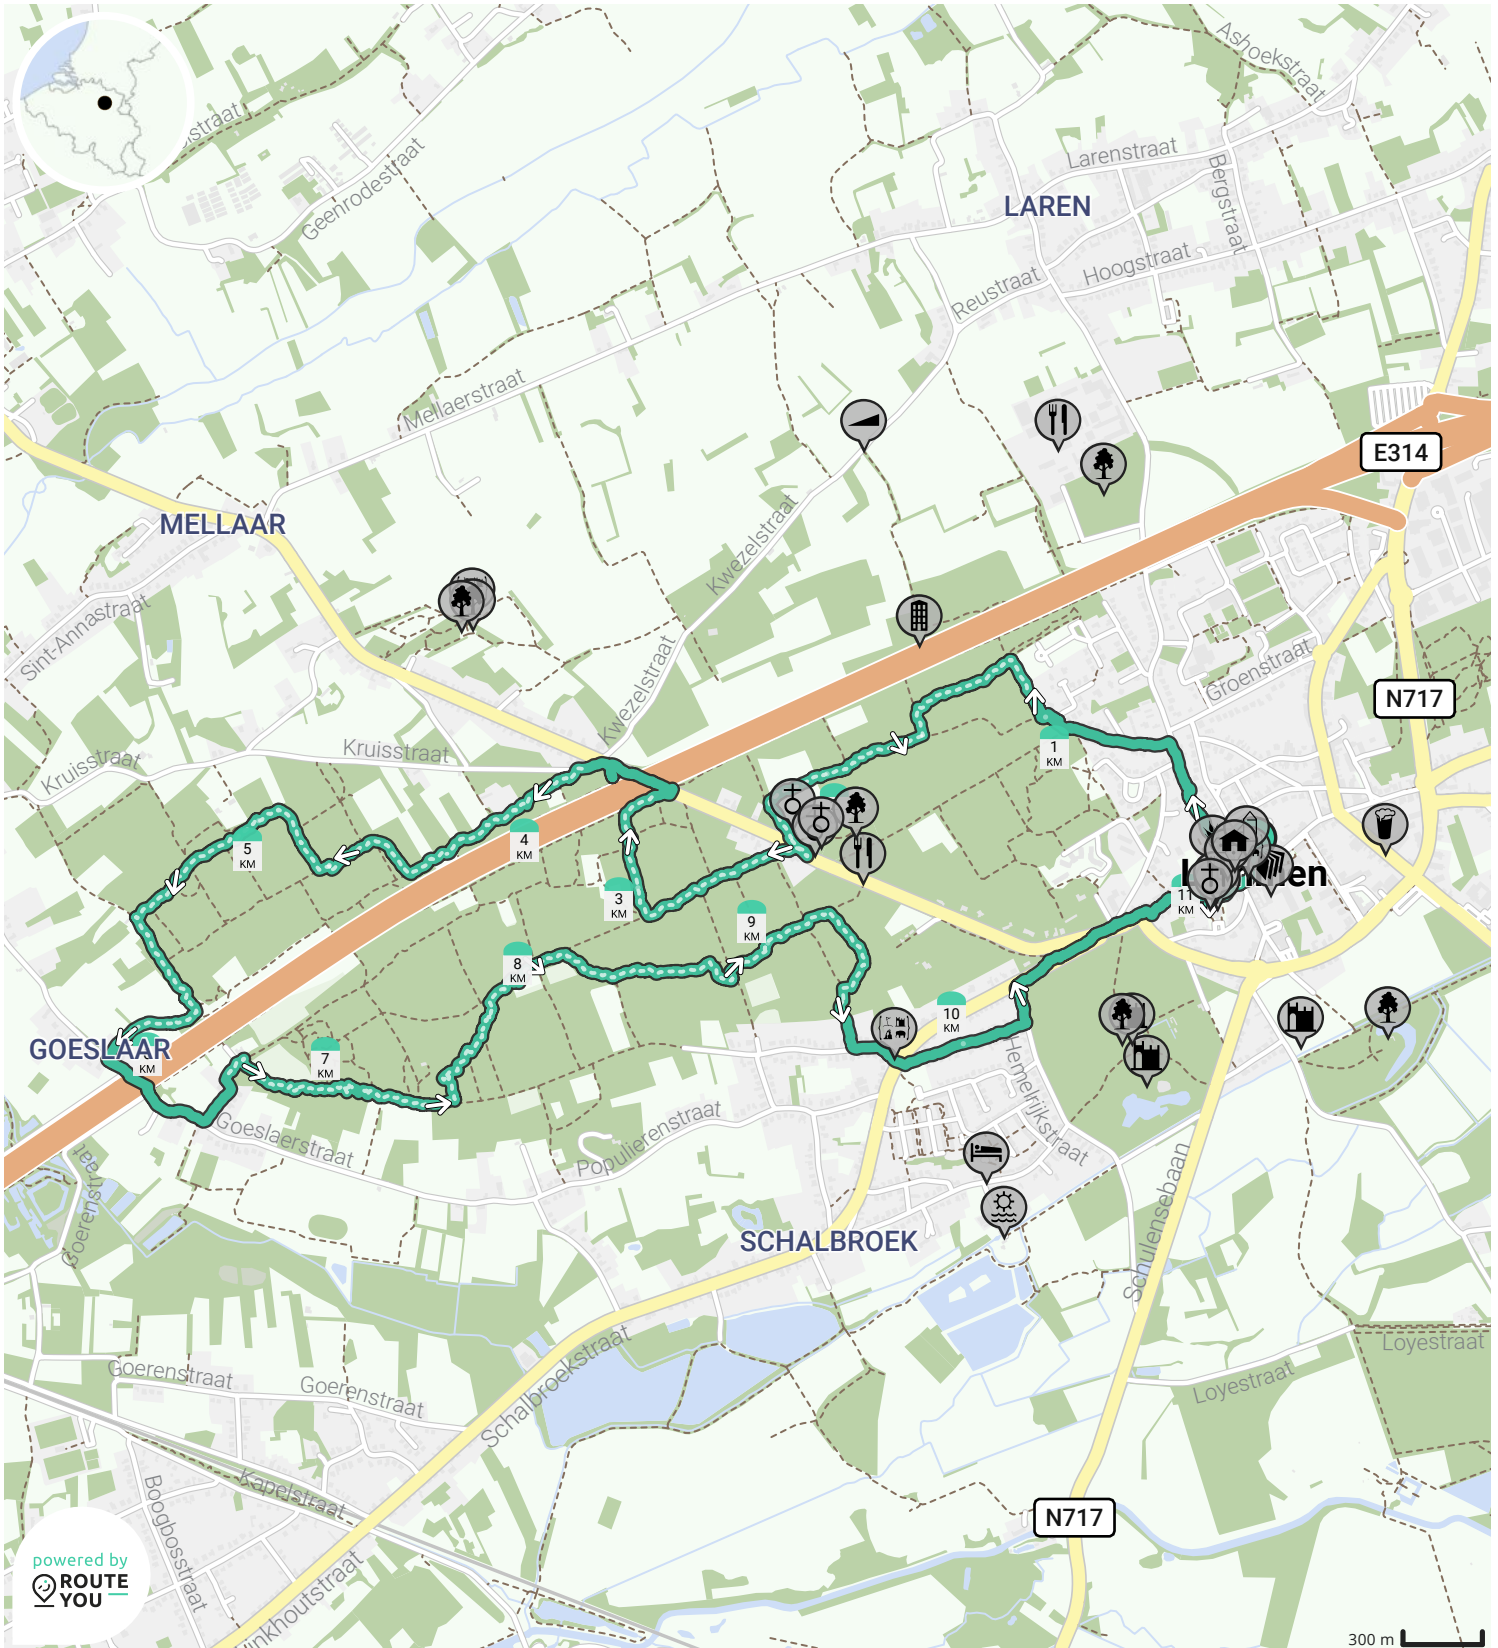 Ashoekstraat
straat
Geenrodestraat
Larenstraat
Bergstraat
LAREN
Hoogstraat
Reustraat
Mellaerstraat
E314
MELLAAR
Kwezelstraat
Sint-Annastraat
Groenstraat
N717
Kwezelstraat
Kruisstraat
Kruisstraat
1
KM
4
KM
5
KM
3
KM
11
KM
9
KM
8
KM
10
KM
GOESLAAR
KM
7
KM
Hemelrijkstraat
Goeslaerstraat
Populierenstraat
Goerenstraat
Schulensebaan
SCHALBROEK
Loyestraat
Schalbroekstraat
Goerenstraat
Goerenstraat
Loyestraat
Kapelstraat
Boogbosstraat
N717
powered by
ROUTE
YOU
inkhoutstraat
300 m